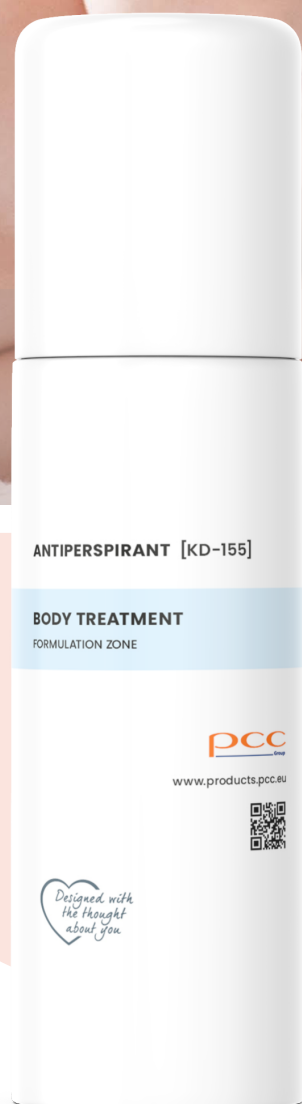 ANTIPERSPIRANT [KD-155]
BODY TREATMENT
FORMULATION ZONE
pcc
Group
www.products.pcc.eu
Designed with
the thought
about you